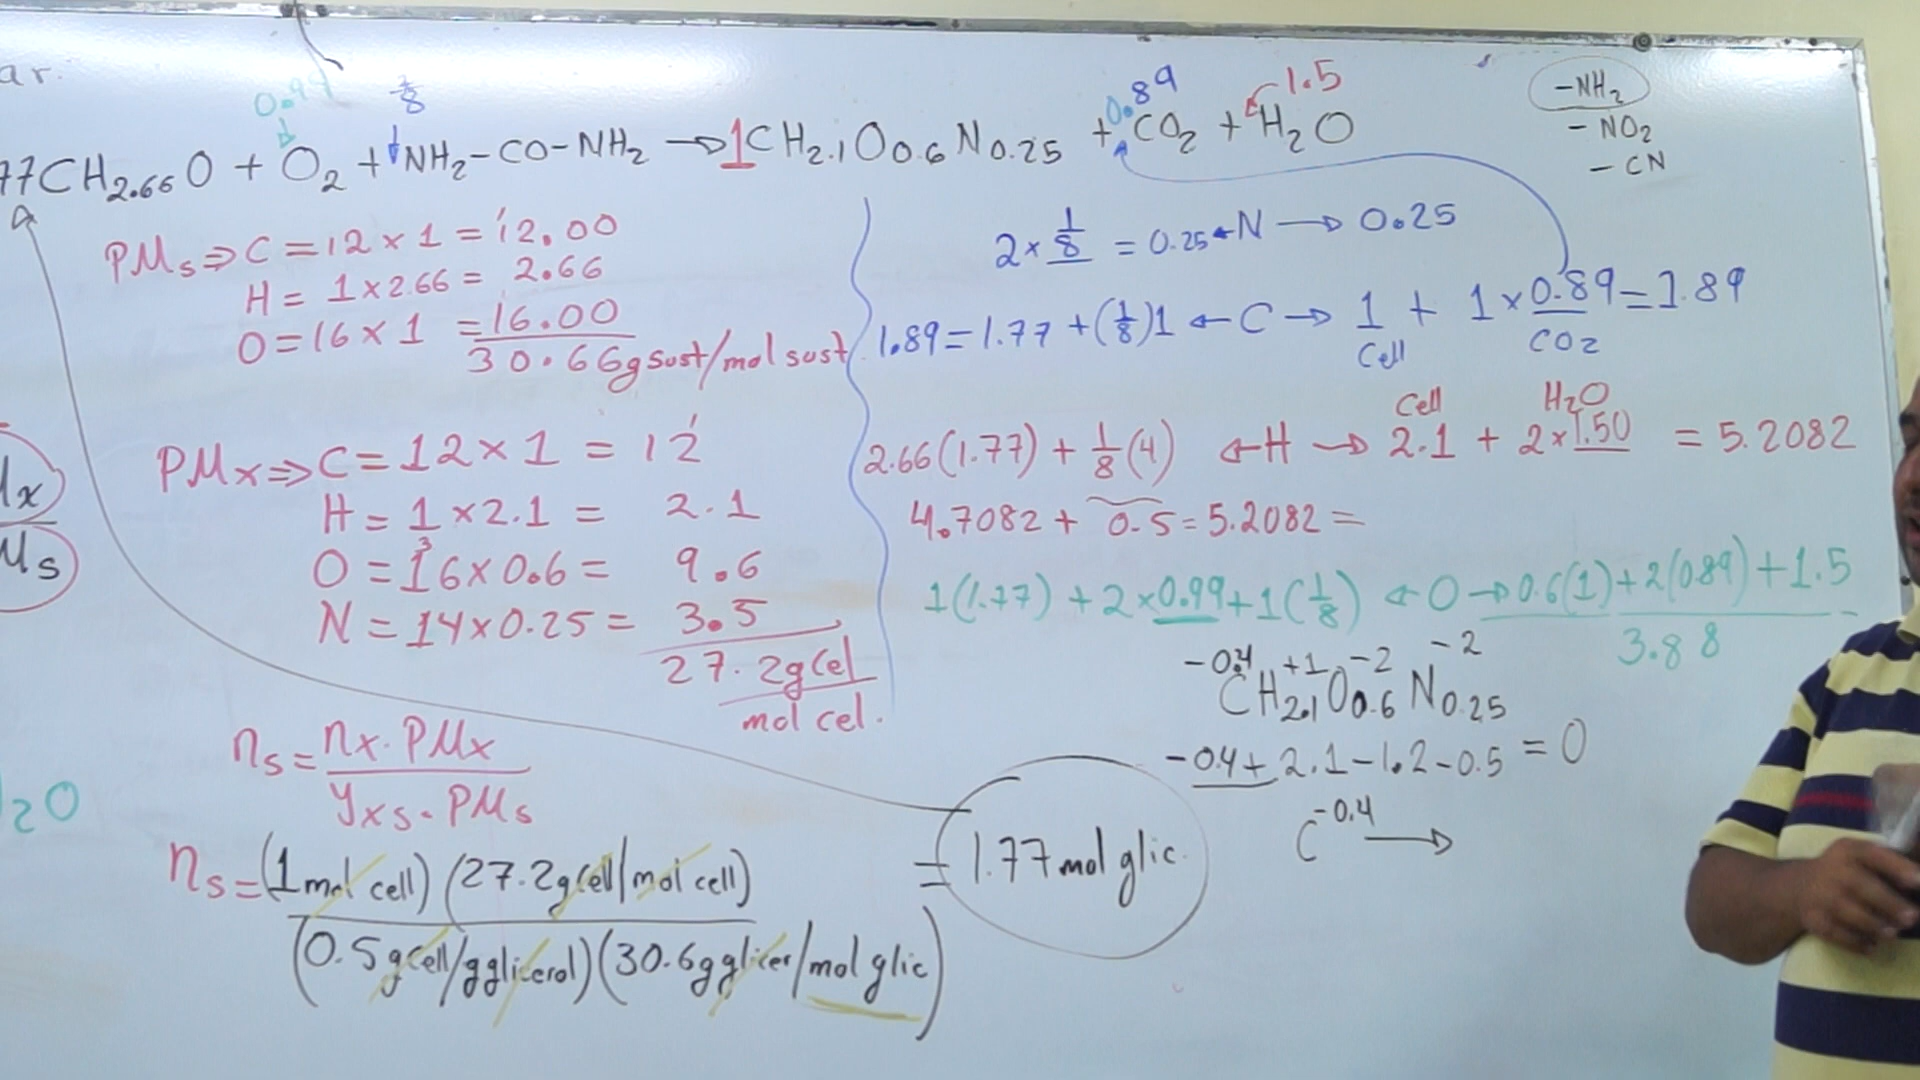 ar.
0.99
1/8
0.89
1.5
77CH2.66O + O2 + NH2-CO-NH2 → 1CH2.1O0.6N0.25 + CO2 + H2O
-NH2
- NO2
- CN
PMs ⇒ C = 12 x 1 = 12.00
H = 1 x 2.66 = 2.66
O = 16 x 1 = 16.00
30.66g sust/mol sust
PMx ⇒ C = 12 x 1 = 12
H = 1 x 2.1 = 2.1
O = 16 x 0.6 = 9.6
N = 14 x 0.25 = 3.5
27.2 g Cel
mol cel.
Mx
Ms
2O
ns = nx · PMx
Yxs · PMs
ns = (1 mol cell) (27.2g cell/mol cell)
(0.5 g cell/g glicerol) (30.6g glicer/mol glic)
= 1.77 mol glic.
2 x 1/8 = 0.25 ← N → 0.25
1.89 = 1.77 + (1/8)1 ← C → 1 + 1 x 0.89 = 1.89
Cell CO2
Cell H2O
2.66(1.77) + 1/8 (4) ← H → 2.1 + 2 x 1.50 = 5.2082
4.7082 + 0.5 = 5.2082 =
1(1.77) + 2 x 0.99 + 1(1/8) ← O → 0.6(1) + 2(0.89) + 1.5
3.88
-0.4 +1 -2 -2
CH2.1O0.6N0.25
-0.4 + 2.1 - 1.2 - 0.5 = 0
C-0.4 →